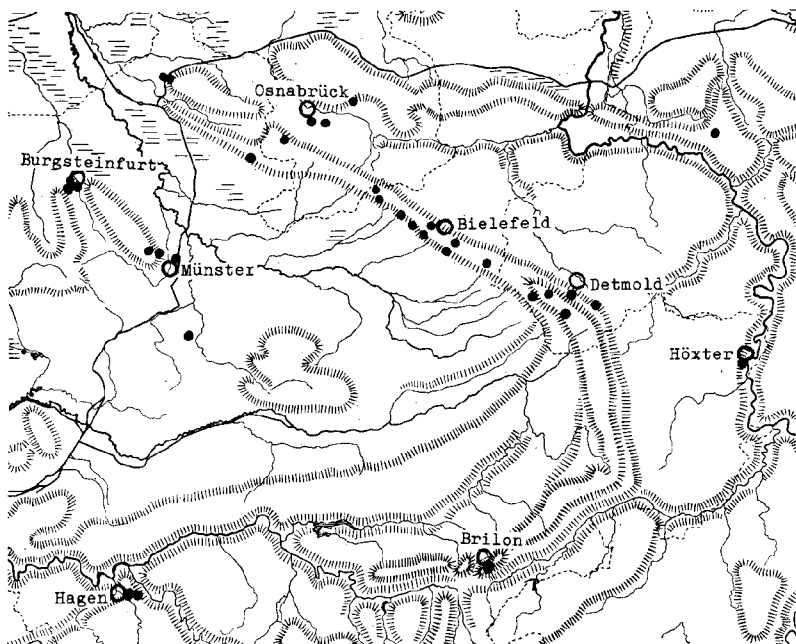 Osnabrück
Burgsteinfurt
Bielefeld
Münster
Detmold
Höxter
Brilon
Hagen